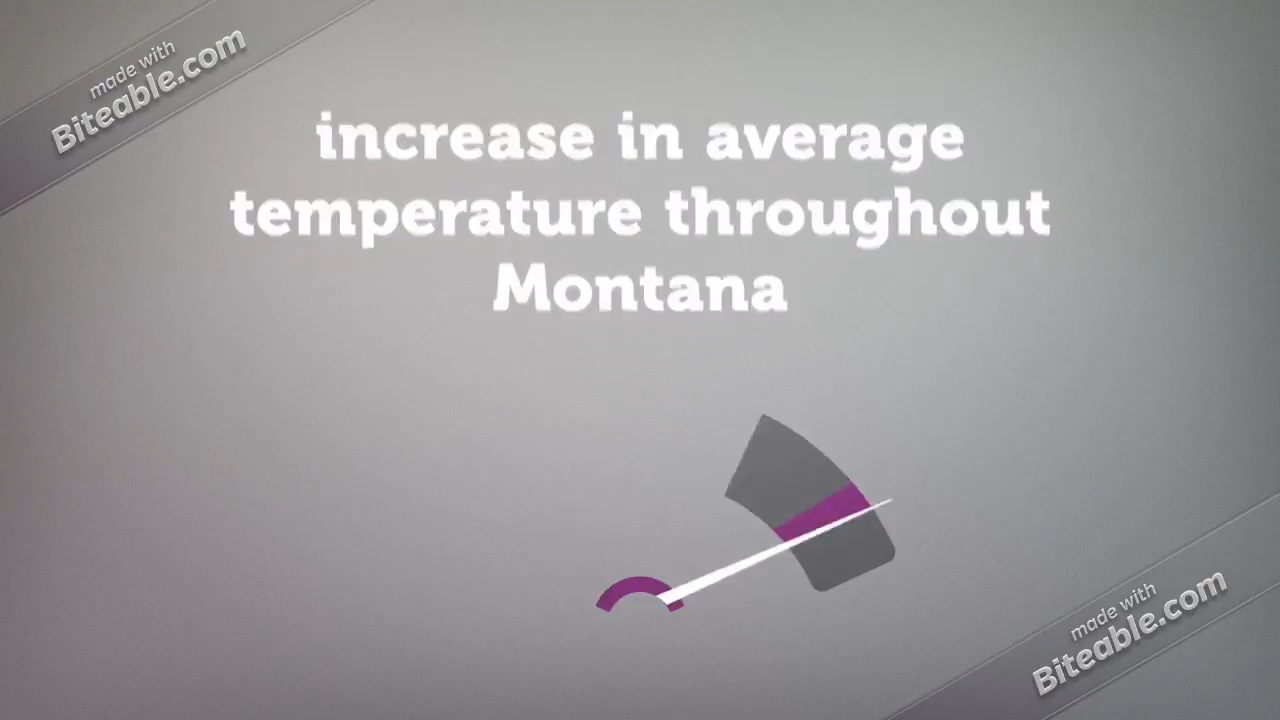 made with
Biteable.com
increase in average
temperature throughout
Montana
made with
Biteable.com